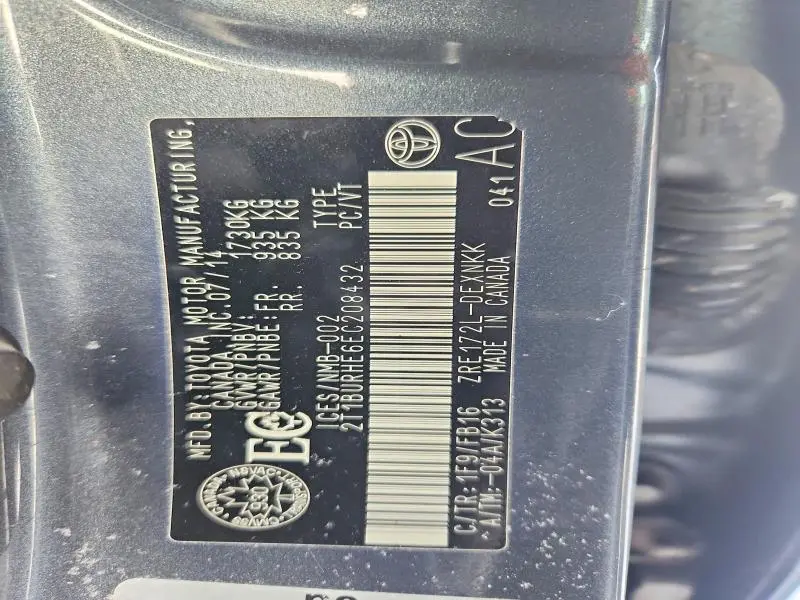 MFD.BY:TOYOTA MOTOR MANUFACTURING,
CANADA INC.07/14
GVWR/PNBV: 1730KG
GAWR/PNBE:FR. 935 KG
RR. 835 KG
ICES/NMB-002 TYPE
2T1BURHE6EC208432 PC/VT
EC
930
C/TR:1F9/FB16 ZRE172L-DEXNKK 041 AC
A/TM:-04A/K313 MADE IN CANADA